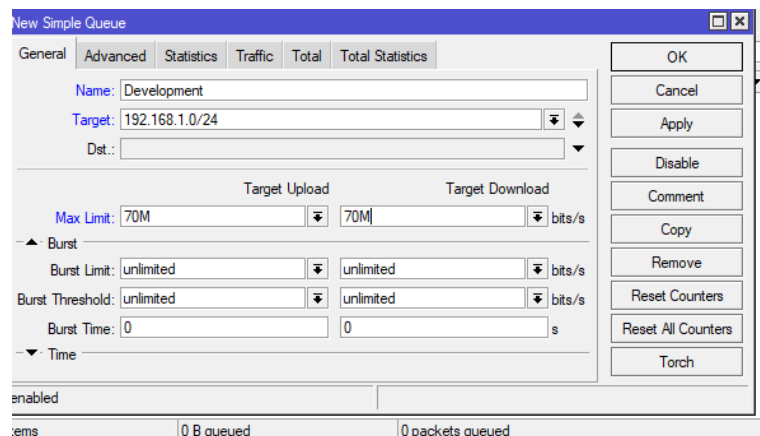 New Simple Queue
General Advanced Statistics Traffic Total Total Statistics
Name: Development
Target: 192.168.1.0/24
Dst.:
Target Upload Target Download
Max Limit: 70M 70M bits/s
Burst
Burst Limit: unlimited unlimited bits/s
Burst Threshold: unlimited unlimited bits/s
Burst Time: 0 0 s
Time
OK
Cancel
Apply
Disable
Comment
Copy
Remove
Reset Counters
Reset All Counters
Torch
enabled
tems 0 B queued 0 packets queued